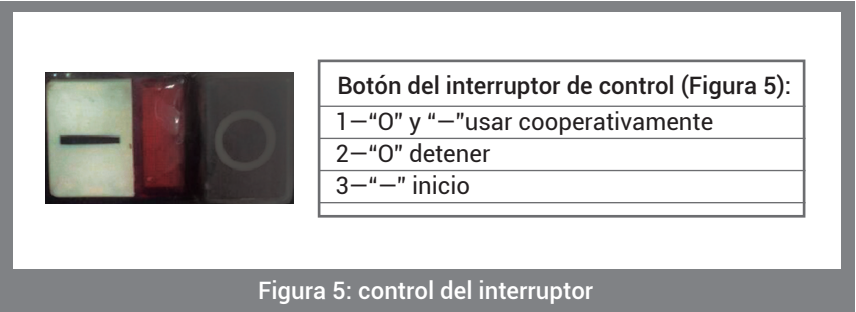 Botón del interruptor de control (Figura 5):
1—“O” y “—”usar cooperativamente
2—“O” detener
3—“—” inicio
Figura 5: control del interruptor